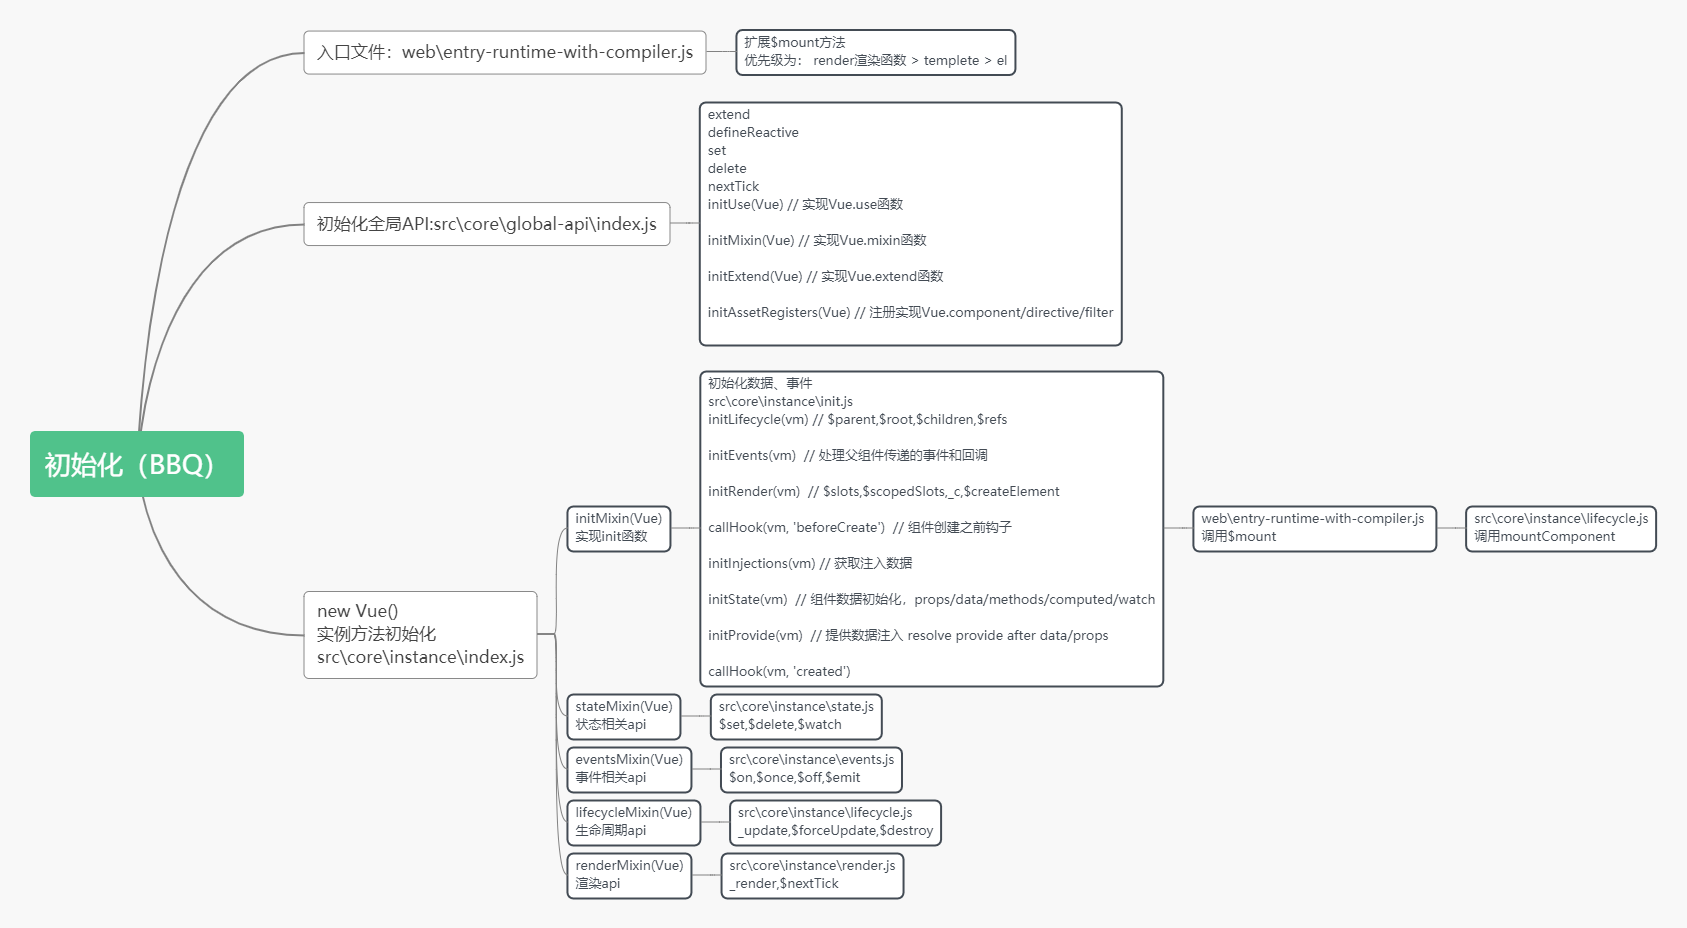 初始化（BBQ）
入口文件：web\entry-runtime-with-compiler.js
扩展$mount方法
优先级为： render渲染函数 > templete > el
初始化全局API:src\core\global-api\index.js
extend
defineReactive
set
delete
nextTick
initUse(Vue) // 实现Vue.use函数
initMixin(Vue) // 实现Vue.mixin函数
initExtend(Vue) // 实现Vue.extend函数
initAssetRegisters(Vue) // 注册实现Vue.component/directive/filter
new Vue()
实例方法初始化
src\core\instance\index.js
initMixin(Vue)
实现init函数
初始化数据、事件
src\core\instance\init.js
initLifecycle(vm) // $parent,$root,$children,$refs
initEvents(vm)  // 处理父组件传递的事件和回调
initRender(vm)  // $slots,$scopedSlots,_c,$createElement
callHook(vm, 'beforeCreate')  // 组件创建之前钩子
initInjections(vm) // 获取注入数据
initState(vm)  // 组件数据初始化，props/data/methods/computed/watch
initProvide(vm)  // 提供数据注入 resolve provide after data/props
callHook(vm, 'created')
web\entry-runtime-with-compiler.js
调用$mount
src\core\instance\lifecycle.js
调用mountComponent
stateMixin(Vue)
状态相关api
src\core\instance\state.js
$set,$delete,$watch
eventsMixin(Vue)
事件相关api
src\core\instance\events.js
$on,$once,$off,$emit
lifecycleMixin(Vue)
生命周期api
src\core\instance\lifecycle.js
_update,$forceUpdate,$destroy
renderMixin(Vue)
渲染api
src\core\instance\render.js
_render,$nextTick